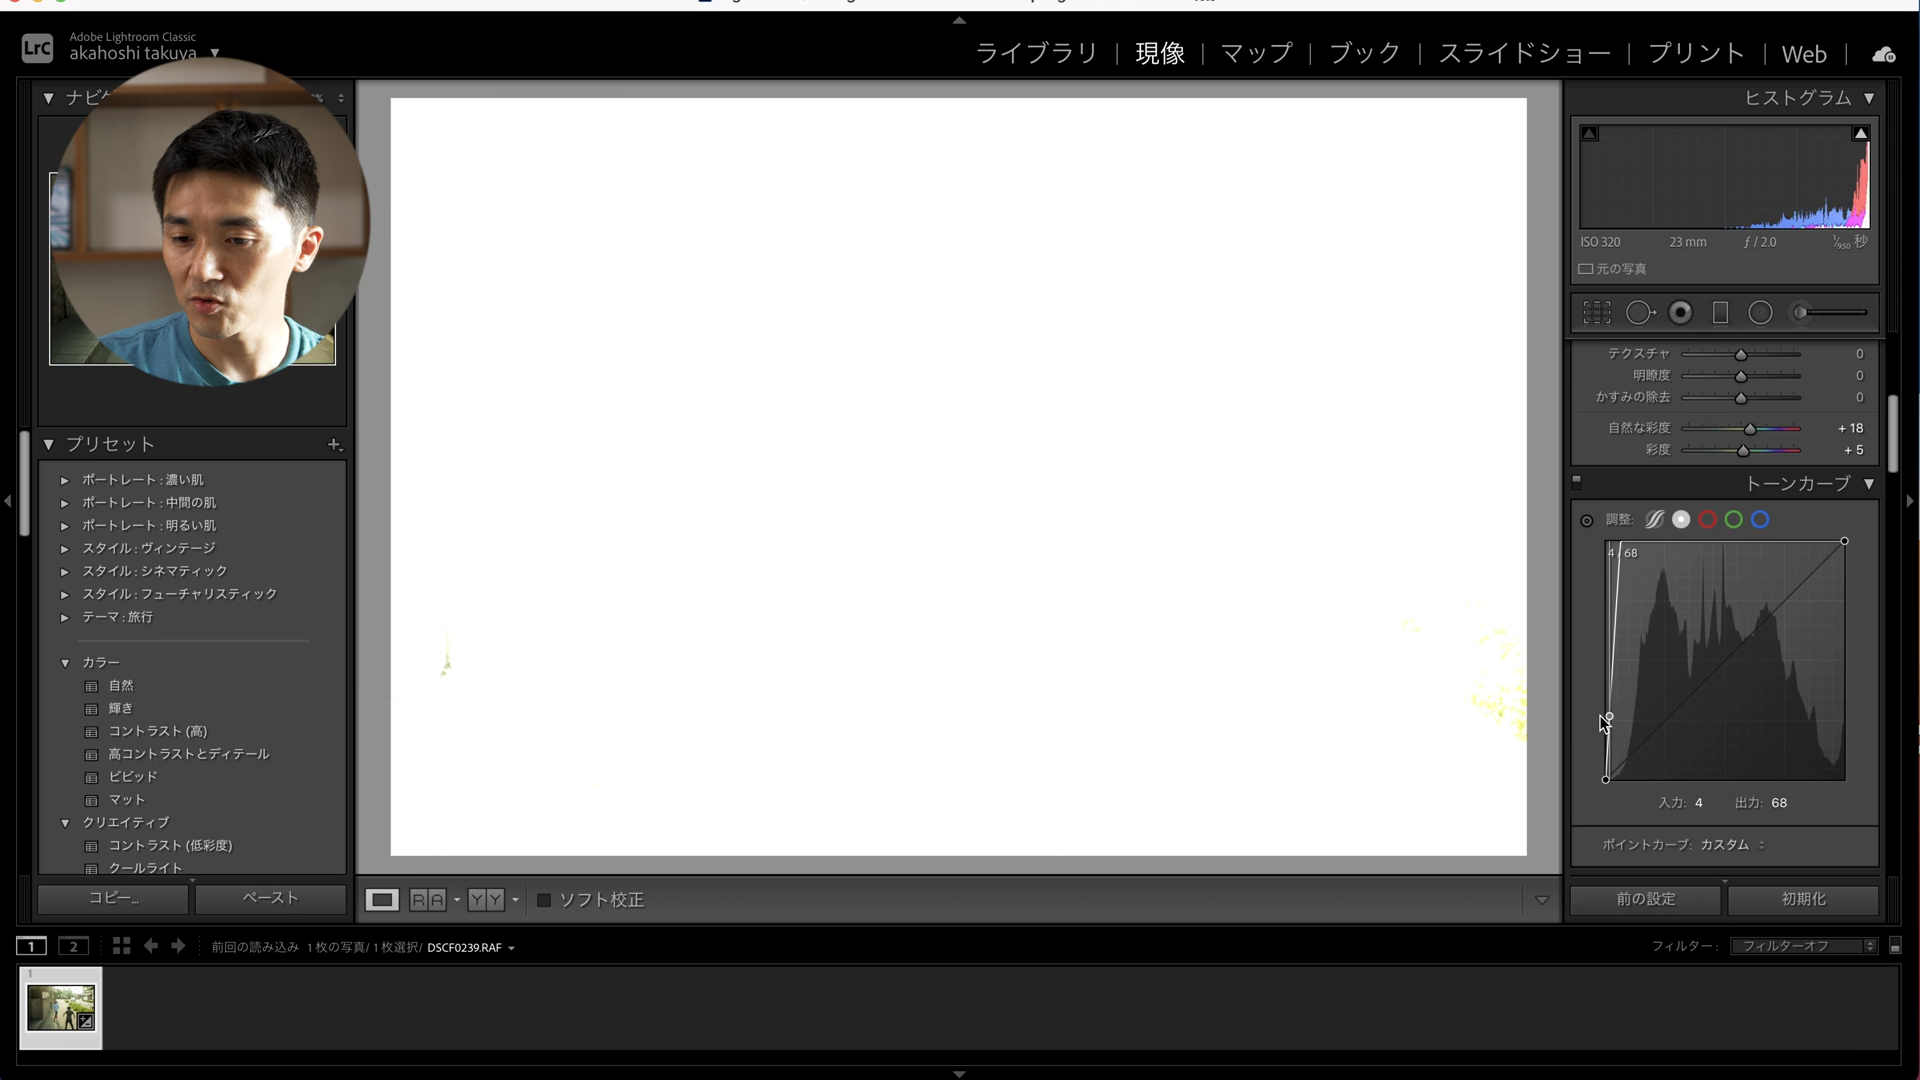 LrC
Adobe Lightroom Classic
akahoshi takuya
ライブラリ
現像
マップ
ブック
スライドショー
プリント
Web
ヒストグラム
ISO 320
23 mm
ƒ / 2.0
1/950 秒
元の写真
テクスチャ 0
明瞭度 0
かすみの除去 0
自然な彩度 + 18
彩度 + 5
トーンカーブ
調整:
4 / 68
入力: 4 出力: 68
ポイントカーブ: カスタム
前の設定
初期化
プリセット
ポートレート : 濃い肌
ポートレート : 中間の肌
ポートレート : 明るい肌
スタイル : ヴィンテージ
スタイル : シネマティック
スタイル : フューチャリスティック
テーマ : 旅行
カラー
自然
輝き
コントラスト (高)
高コントラストとディテール
ビビッド
マット
クリエイティブ
コントラスト (低彩度)
クールライト
コピー...
ペースト
R A
Y Y
ソフト校正
1
2
前回の読み込み 1 枚の写真/ 1 枚選択/ DSCF0239.RAF
フィルター :
フィルターオフ
1